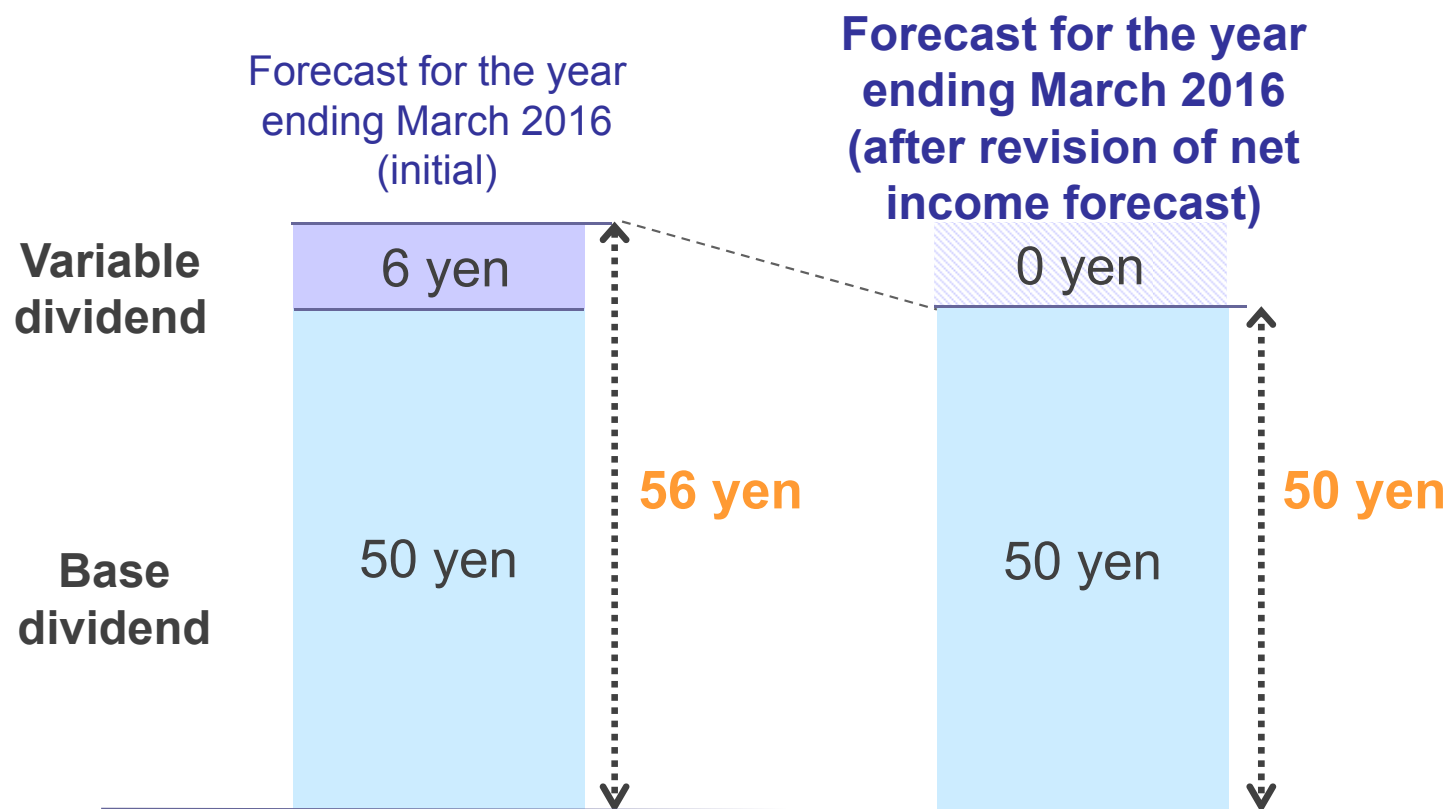 Forecast for the year
ending March 2016
(initial)
Forecast for the year
ending March 2016
(after revision of net
income forecast)
Variable
dividend
6 yen
0 yen
56 yen
50 yen
Base
dividend
50 yen
50 yen